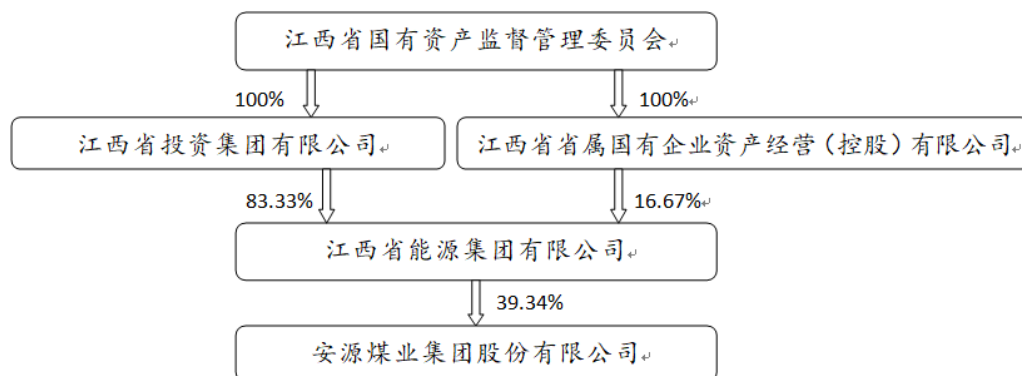 江西省国有资产监督管理委员会
100%
100%
江西省投资集团有限公司
江西省省属国有企业资产经营（控股）有限公司
83.33%
16.67%
江西省能源集团有限公司
39.34%
安源煤业集团股份有限公司